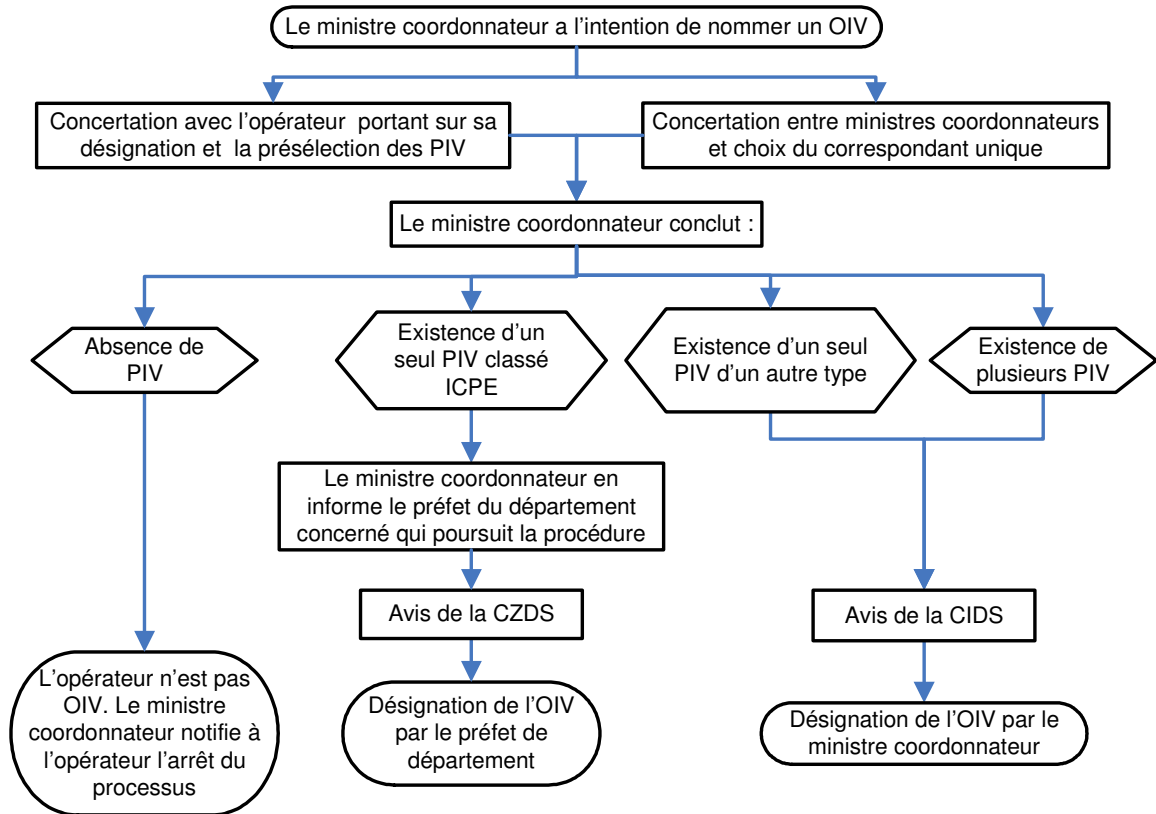 Le ministre coordonnateur a l'intention de nommer un OIV
Concertation avec l'opérateur portant sur sa
désignation et la présélection des PIV
Concertation entre ministres coordonnateurs
et choix du correspondant unique
Le ministre coordonnateur conclut :
Absence de
PIV
Existence d'un
seul PIV classé
ICPE
Existence d'un seul
PIV d'un autre type
Existence de
plusieurs PIV
Le ministre coordonnateur en
informe le préfet du département
concerné qui poursuit la procédure
Avis de la CZDS
Avis de la CIDS
L'opérateur n'est pas
OIV. Le ministre
coordonnateur notifie à
l'opérateur l'arrêt du
processus
Désignation de l'OIV
par le préfet de
département
Désignation de l'OIV par le
ministre coordonnateur